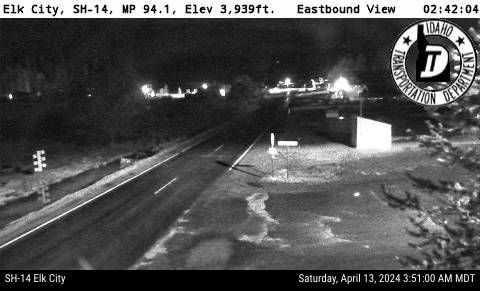 Elk City, SH-14, MP 94.1, Elev 3,939ft. Eastbound View 02:42:04
IDAHO
TRANSPORTATION DEPARTMENT
SH-14 Elk City Saturday, April 13, 2024 3:51:00 AM MDT